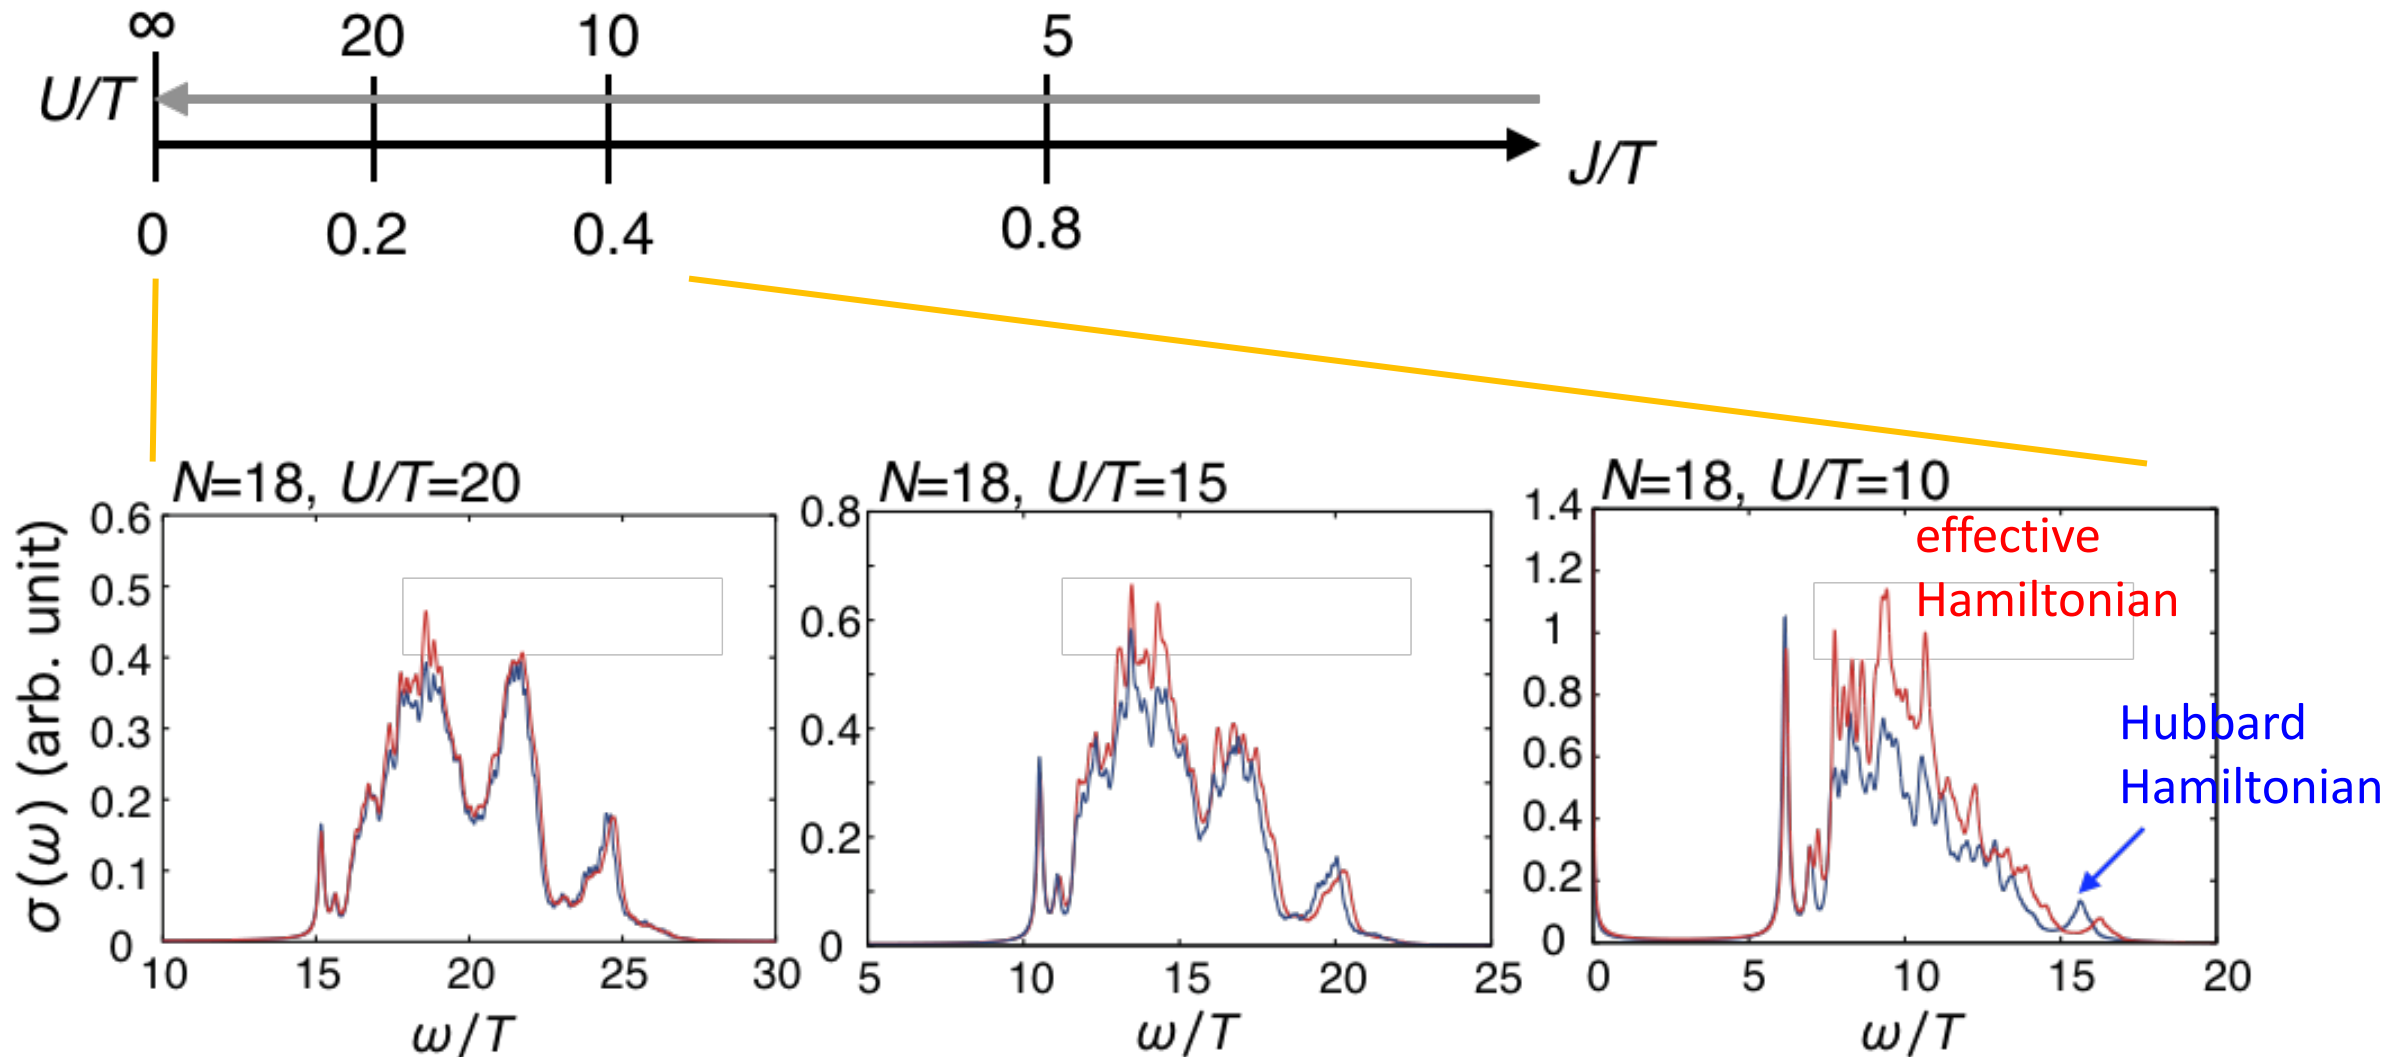 ∞ 20 10 5
U/T
J/T
0 0.2 0.4 0.8
N=18, U/T=20
N=18, U/T=15
N=18, U/T=10
σ(ω) (arb. unit)
0.6
0.5
0.4
0.3
0.2
0.1
0
10 15 20 25 30
ω/T
0.8
0.6
0.4
0.2
0
5 10 15 20 25
ω/T
1.4
1.2
1
0.8
0.6
0.4
0.2
0
0 5 10 15 20
ω/T
effective
Hamiltonian
Hubbard
Hamiltonian